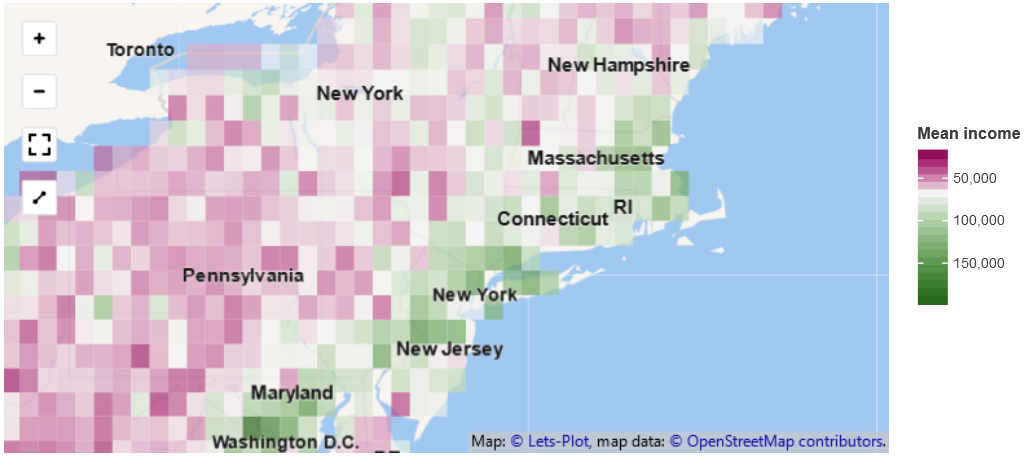 +
Toronto
New Hampshire
−
New York
Mean income
Massachusetts
50,000
RI
Connecticut
100,000
150,000
Pennsylvania
New York
New Jersey
Maryland
Washington D.C.
Map: © Lets-Plot, map data: © OpenStreetMap contributors.